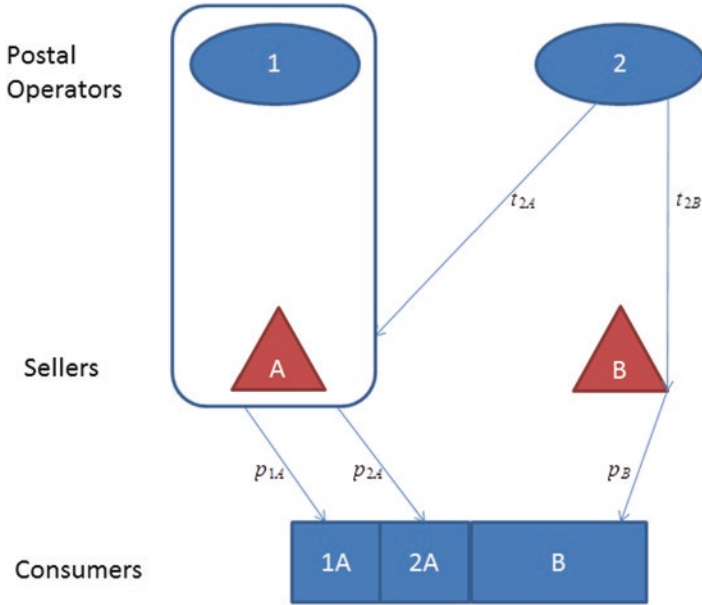 Postal
Operators
1
2
t2A
t2B
Sellers
A
B
p1A
p2A
pB
Consumers
1A
2A
B